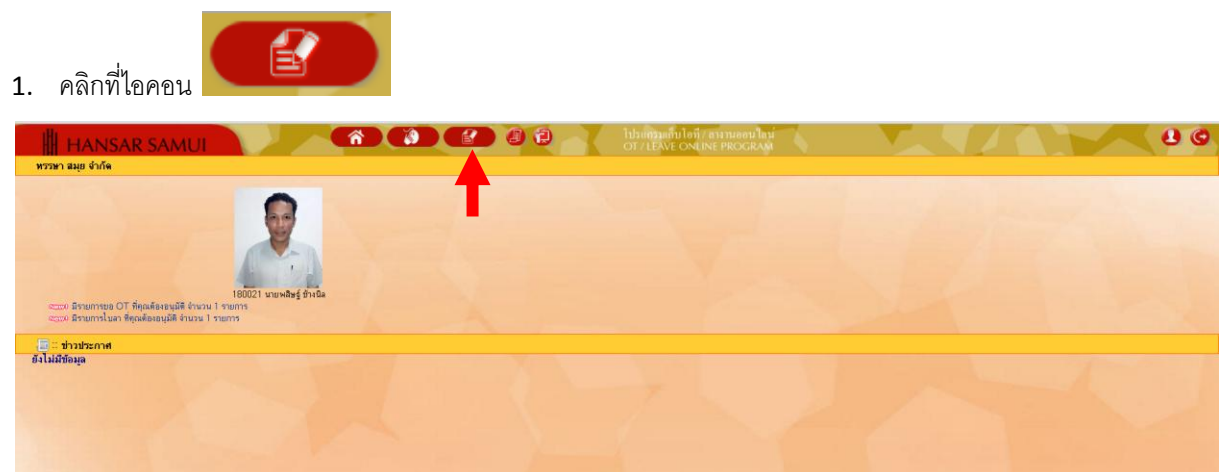 1. คลิกที่ไอคอน
HANSAR SAMUI
โปรแกรมเก็บโอที / ลางานออนไลน์
OT / LEAVE ONLINE PROGRAM
พรรษา สมุย จำกัด
180021 นายพสิษฐ์ ช้างนิล
มีรายการขอ OT ที่คุณต้องอนุมัติ จำนวน 1 รายการ
มีรายการใบลา ที่คุณต้องอนุมัติ จำนวน 1 รายการ
:: ข่าวประกาศ
ยังไม่มีข้อมูล